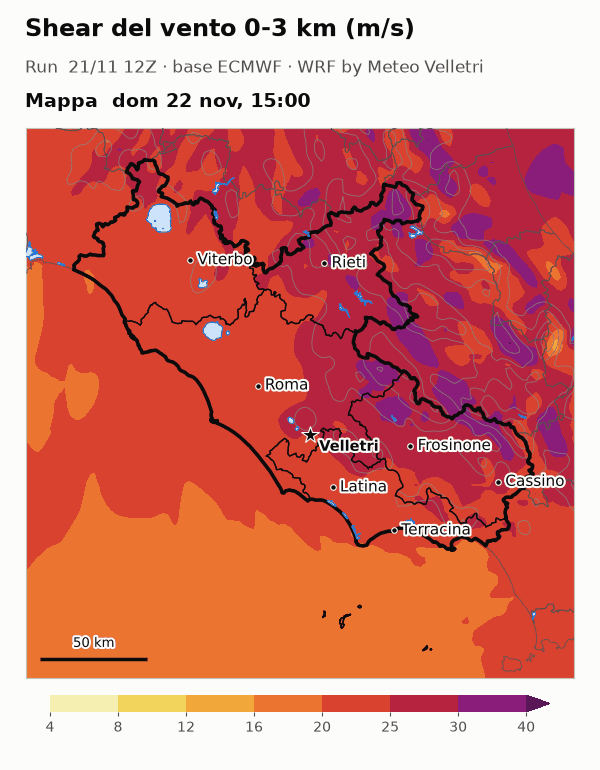 Shear del vento 0-3 km (m/s)
Run  21/11 12Z · base ECMWF · WRF by Meteo Velletri
Mappa  dom 22 nov, 15:00
Viterbo
Rieti
Roma
Velletri
Frosinone
Latina
Cassino
Terracina
50 km
4 8 12 16 20 25 30 40